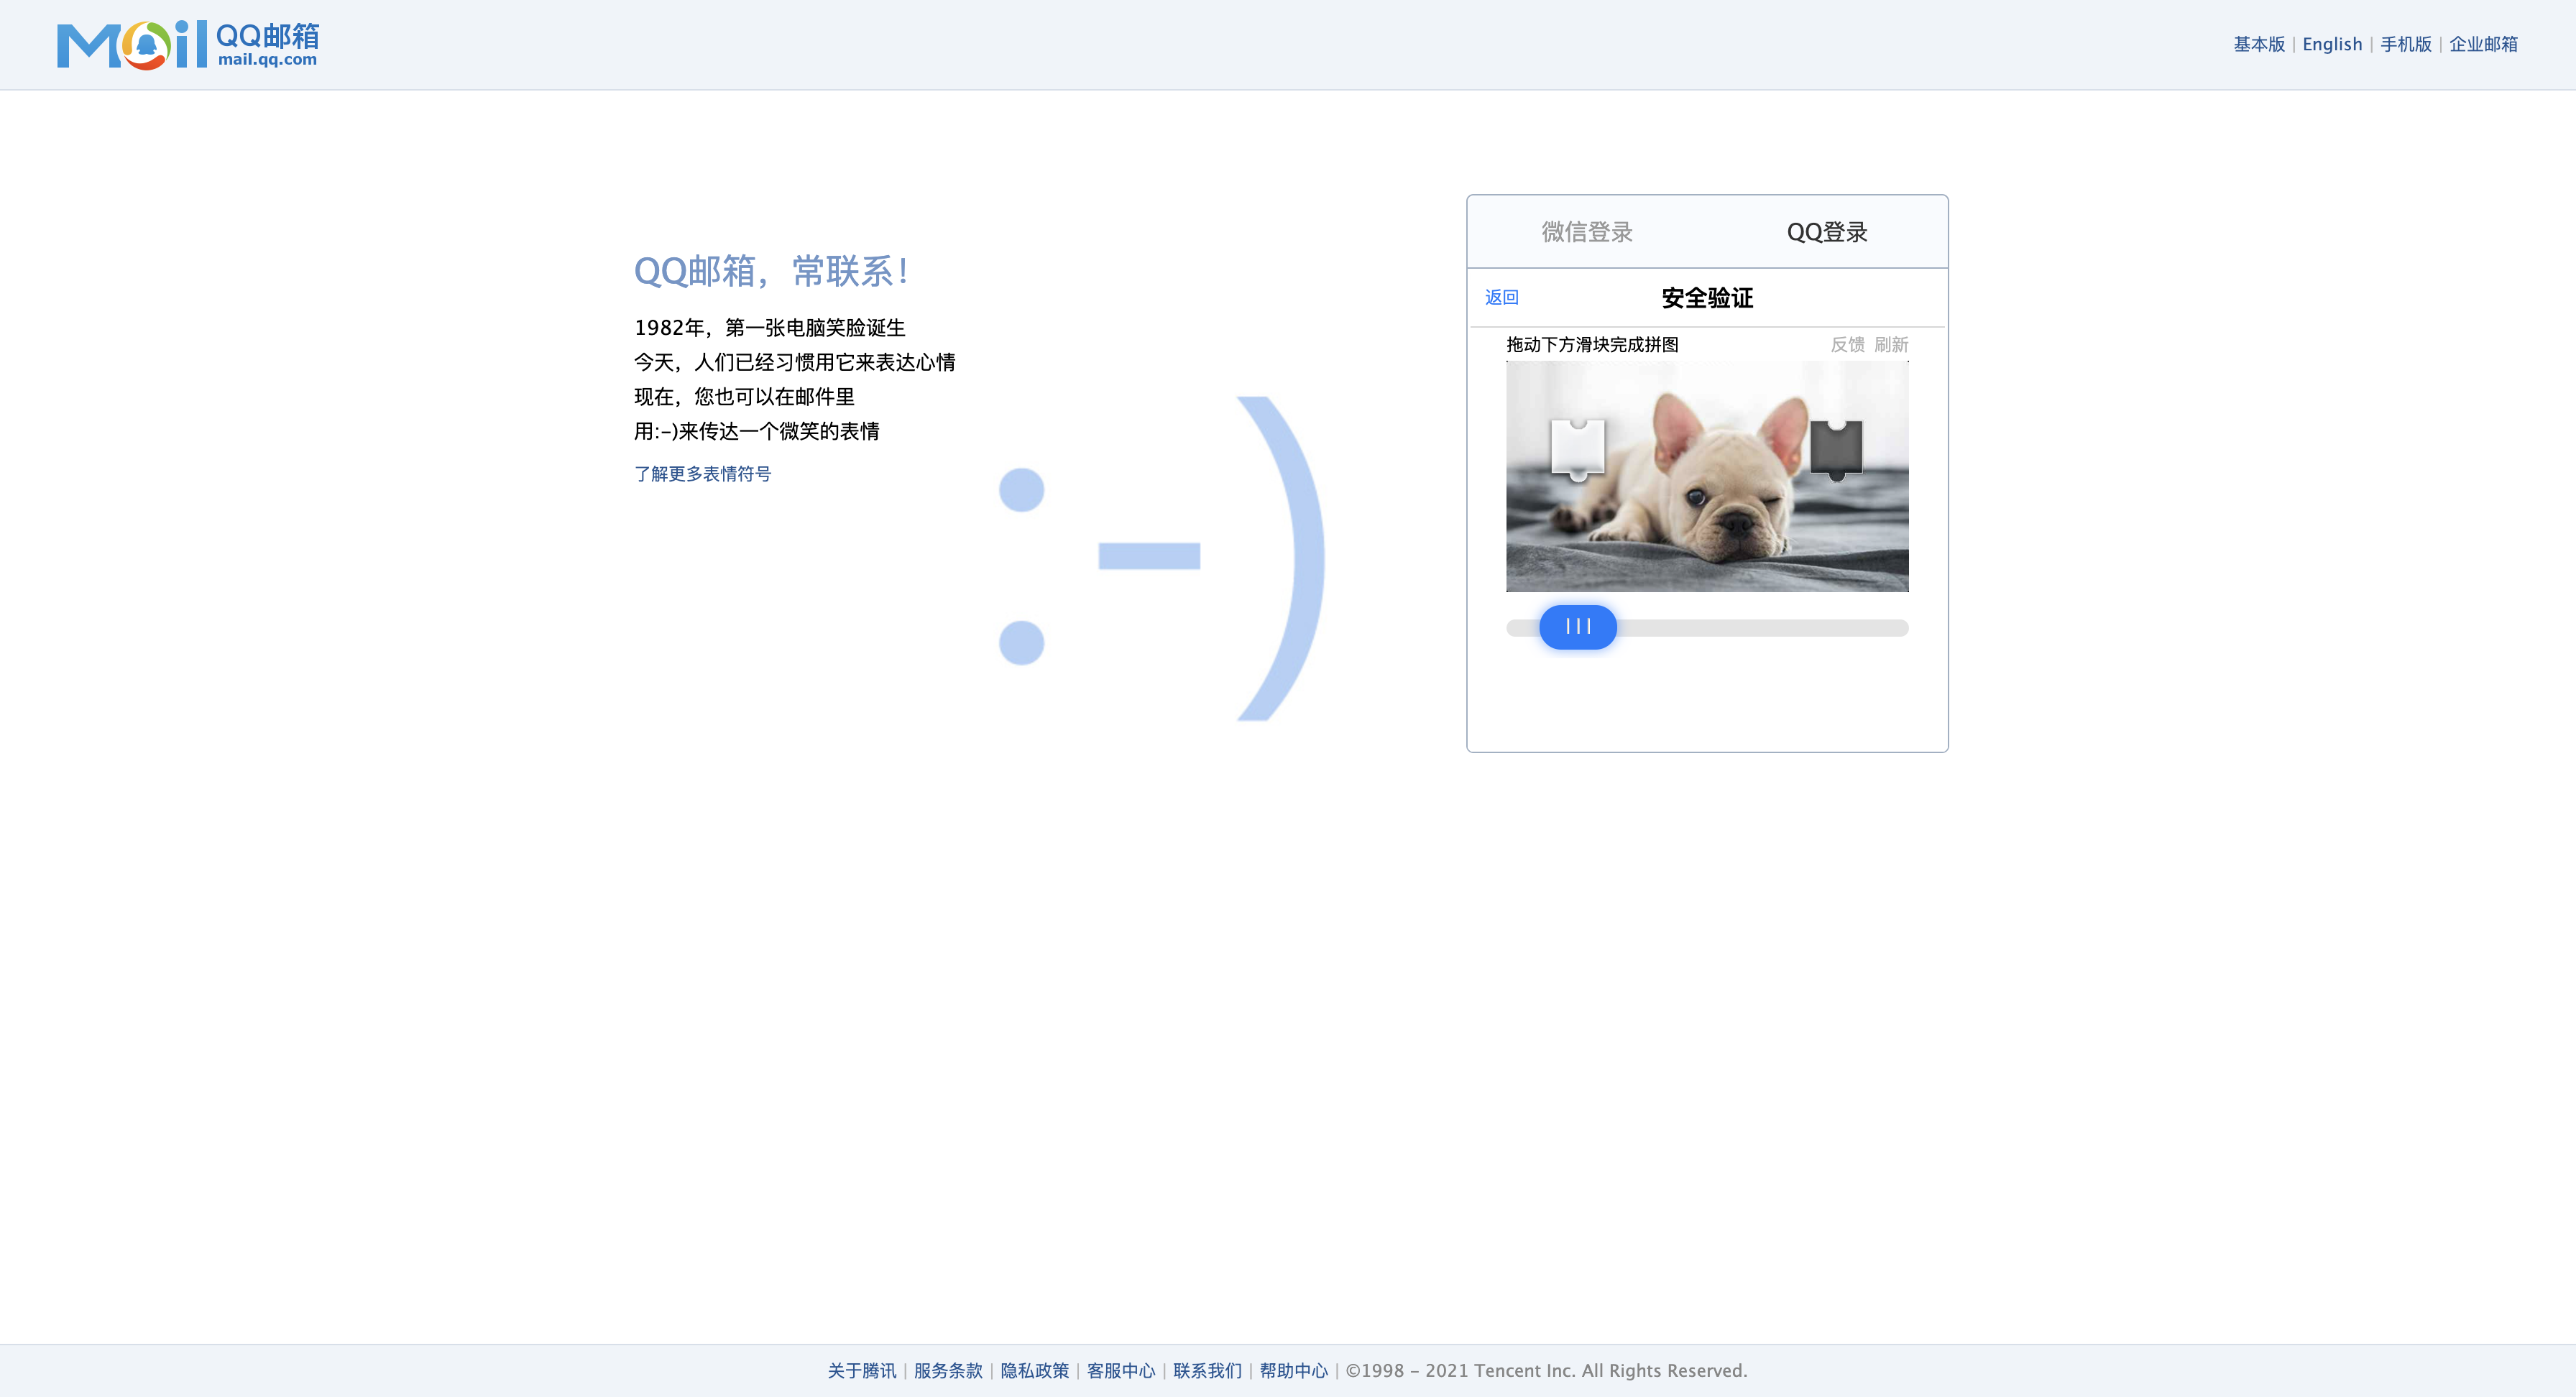 Mail QQ邮箱
mail.qq.com
基本版 | English | 手机版 | 企业邮箱
QQ邮箱，常联系！
1982年，第一张电脑笑脸诞生
今天，人们已经习惯用它来表达心情
现在，您也可以在邮件里
用:-)来传达一个微笑的表情
了解更多表情符号
:-)
微信登录 QQ登录
返回 安全验证
拖动下方滑块完成拼图 反馈 刷新
关于腾讯 | 服务条款 | 隐私政策 | 客服中心 | 联系我们 | 帮助中心 | ©1998 - 2021 Tencent Inc. All Rights Reserved.